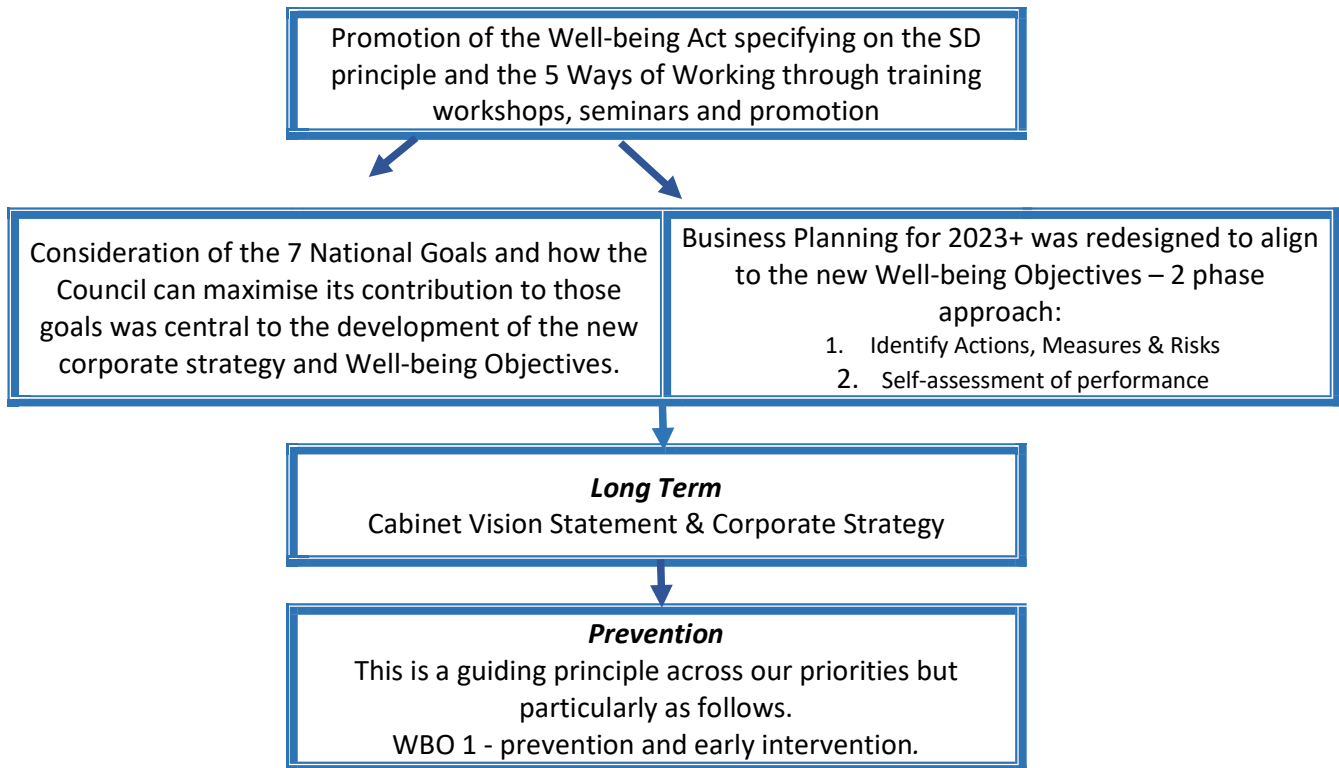 Promotion of the Well-being Act specifying on the SD
principle and the 5 Ways of Working through training
workshops, seminars and promotion
Consideration of the 7 National Goals and how the
Council can maximise its contribution to those
goals was central to the development of the new
corporate strategy and Well-being Objectives.
Business Planning for 2023+ was redesigned to align
to the new Well-being Objectives – 2 phase
approach:
1. Identify Actions, Measures & Risks
2. Self-assessment of performance
Long Term
Cabinet Vision Statement & Corporate Strategy
Prevention
This is a guiding principle across our priorities but
particularly as follows.
WBO 1 - prevention and early intervention.